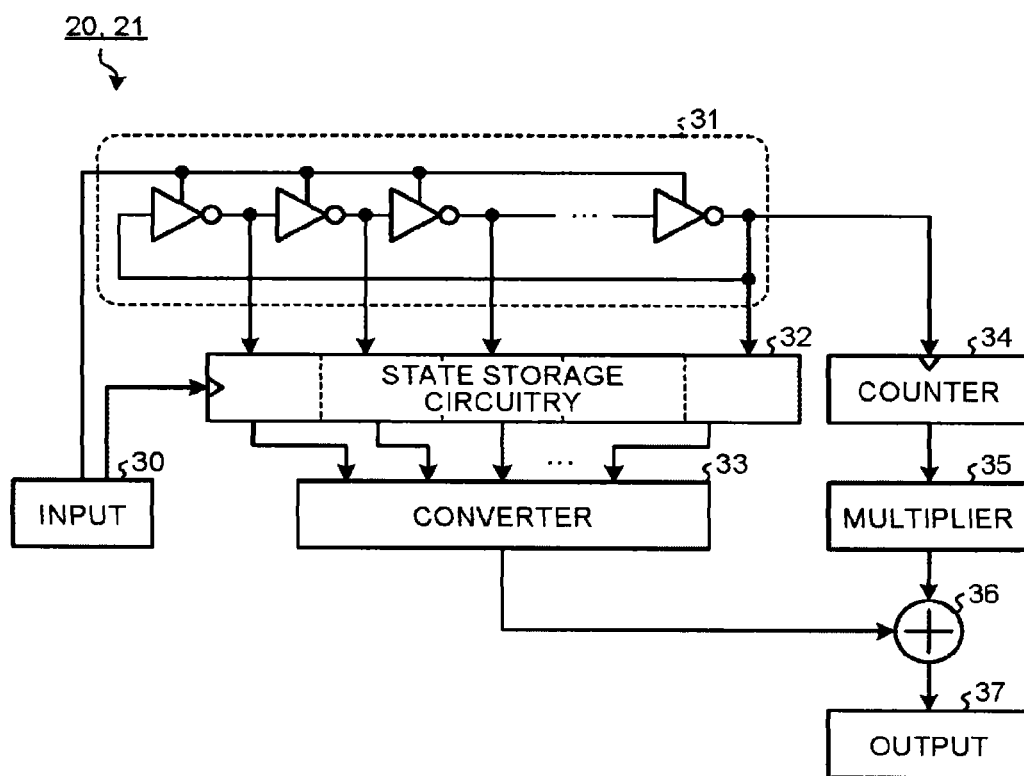 20, 21
31
...
32
STATE STORAGE
CIRCUITRY
34
COUNTER
30
INPUT
...
33
CONVERTER
35
MULTIPLIER
36
37
OUTPUT